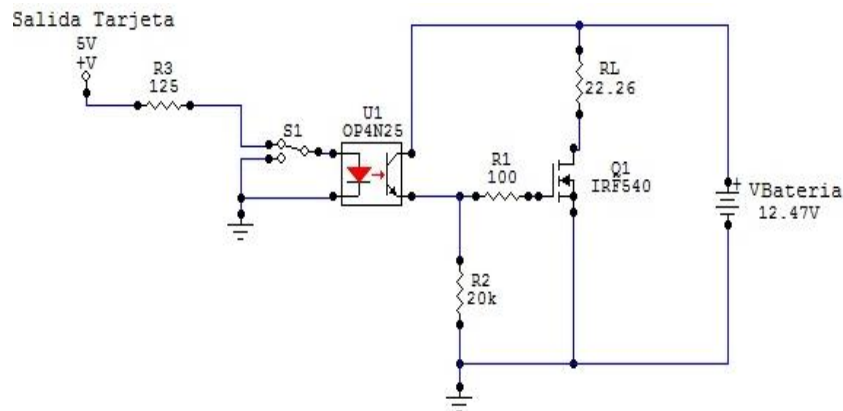 Salida Tarjeta
5V
+V
R3
125
S1
U1
OP4N25
R1
100
R2
20k
RL
22.26
Q1
IRF540
+
VBateria
12.47V